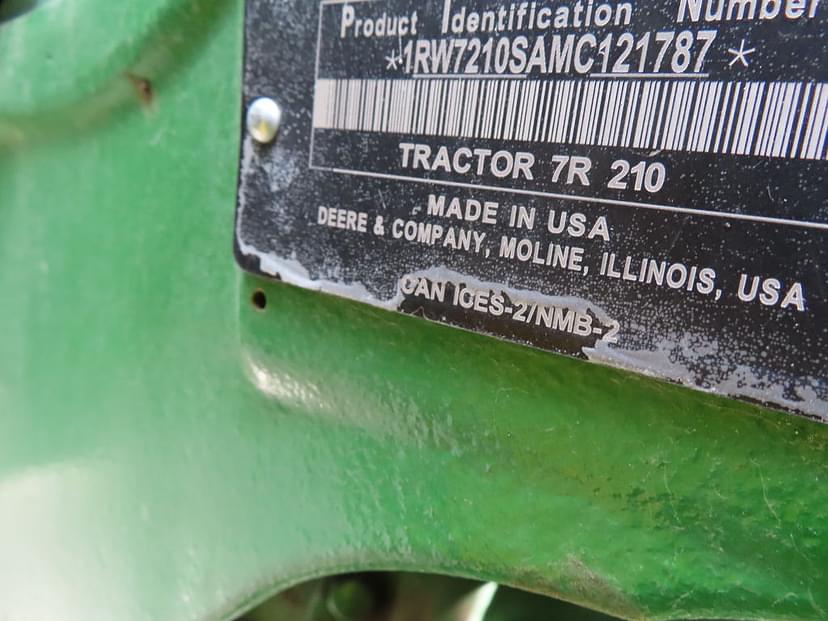 Product Identification Number
*1RW7210SAMC121787*
TRACTOR 7R 210
MADE IN USA
DEERE & COMPANY, MOLINE, ILLINOIS, USA
CAN ICES-2/NMB-2